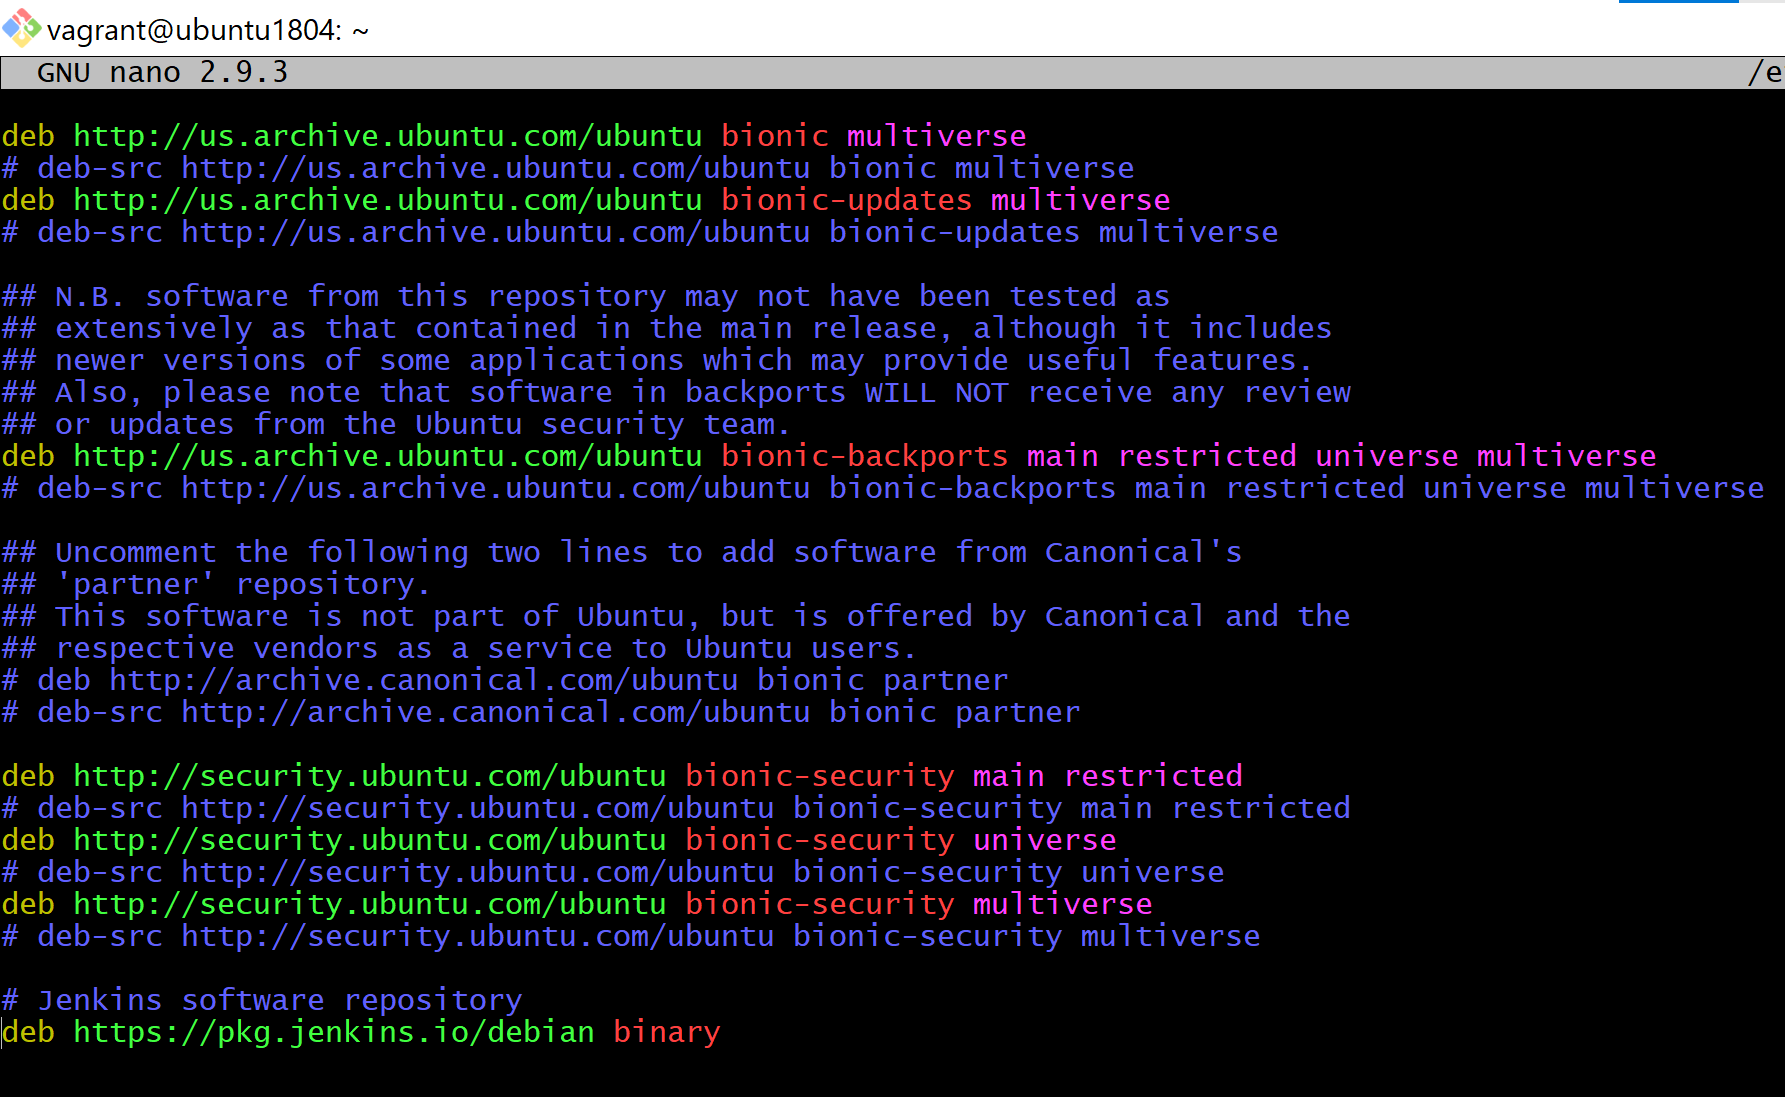 vagrant@ubuntu1804: ~
GNU nano 2.9.3 /e
deb http://us.archive.ubuntu.com/ubuntu bionic multiverse
# deb-src http://us.archive.ubuntu.com/ubuntu bionic multiverse
deb http://us.archive.ubuntu.com/ubuntu bionic-updates multiverse
# deb-src http://us.archive.ubuntu.com/ubuntu bionic-updates multiverse
## N.B. software from this repository may not have been tested as
## extensively as that contained in the main release, although it includes
## newer versions of some applications which may provide useful features.
## Also, please note that software in backports WILL NOT receive any review
## or updates from the Ubuntu security team.
deb http://us.archive.ubuntu.com/ubuntu bionic-backports main restricted universe multiverse
# deb-src http://us.archive.ubuntu.com/ubuntu bionic-backports main restricted universe multiverse
## Uncomment the following two lines to add software from Canonical's
## 'partner' repository.
## This software is not part of Ubuntu, but is offered by Canonical and the
## respective vendors as a service to Ubuntu users.
# deb http://archive.canonical.com/ubuntu bionic partner
# deb-src http://archive.canonical.com/ubuntu bionic partner
deb http://security.ubuntu.com/ubuntu bionic-security main restricted
# deb-src http://security.ubuntu.com/ubuntu bionic-security main restricted
deb http://security.ubuntu.com/ubuntu bionic-security universe
# deb-src http://security.ubuntu.com/ubuntu bionic-security universe
deb http://security.ubuntu.com/ubuntu bionic-security multiverse
# deb-src http://security.ubuntu.com/ubuntu bionic-security multiverse
# Jenkins software repository
deb https://pkg.jenkins.io/debian binary